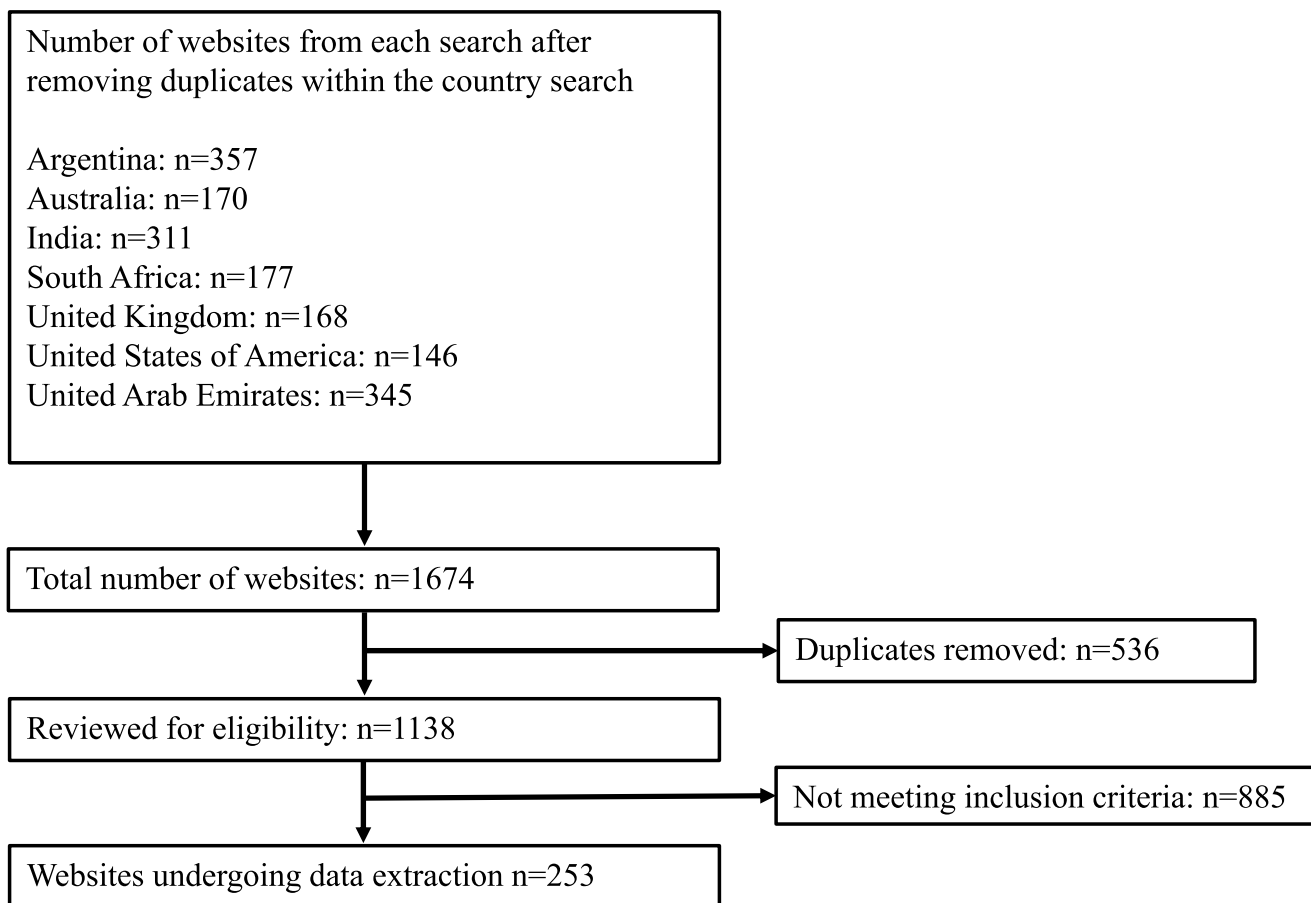 Number of websites from each search after
removing duplicates within the country search
Argentina: n=357
Australia: n=170
India: n=311
South Africa: n=177
United Kingdom: n=168
United States of America: n=146
United Arab Emirates: n=345
Total number of websites: n=1674
Duplicates removed: n=536
Reviewed for eligibility: n=1138
Not meeting inclusion criteria: n=885
Websites undergoing data extraction n=253